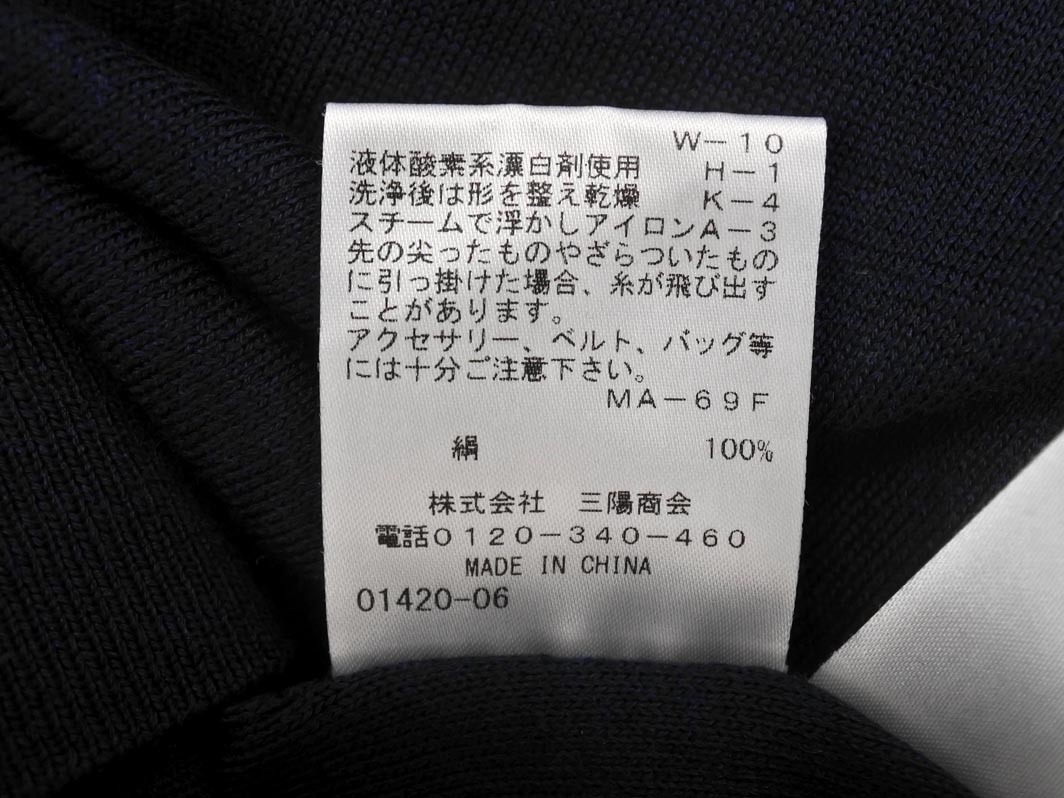 W－10
液体酸素系漂白剤使用　H－1
洗浄後は形を整え乾燥　K－4
スチームで浮かしアイロンA－3
先の尖ったものやざらついたもの
に引っ掛けた場合、糸が飛び出す
ことがあります。
アクセサリー、ベルト、バッグ等
には十分ご注意下さい。
MA－69F
絹　100%
株式会社　三陽商会
電話0120－340－460
MADE IN CHINA
01420-06